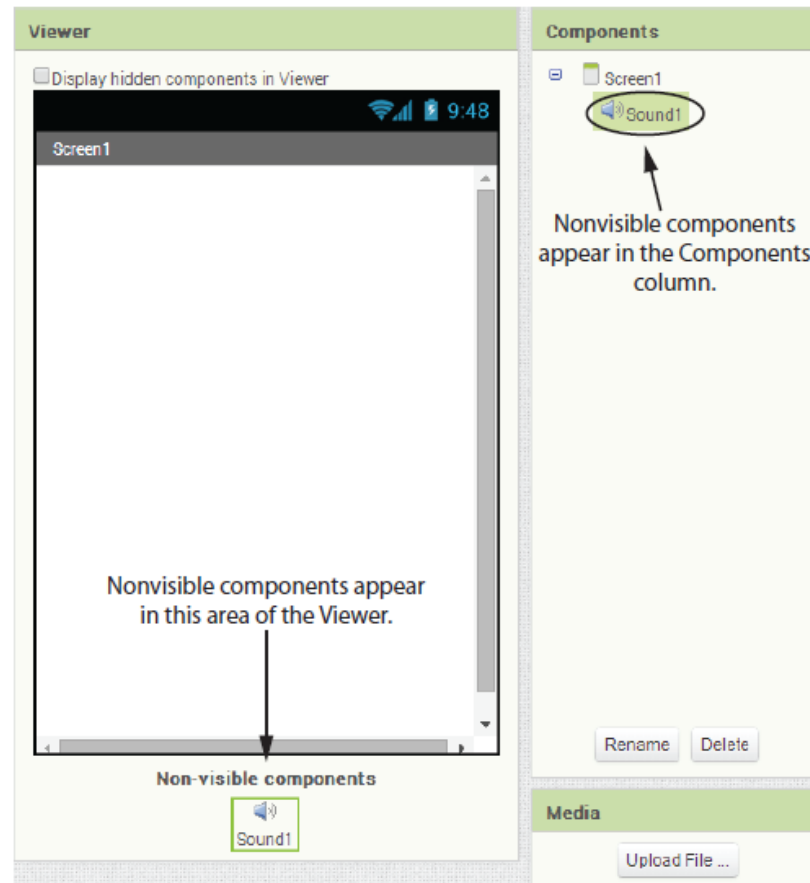 Viewer
Display hidden components in Viewer
9:48
Screen1
Nonvisible components appear
in this area of the Viewer.
Non-visible components
Sound1
Components
Screen1
Sound1
Nonvisible components
appear in the Components
column.
Rename
Delete
Media
Upload File ...